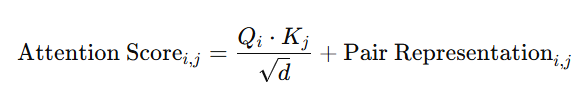 Attention Score_{i,j} = \frac{Q_i \cdot K_j}{\sqrt{d}} + Pair Representation_{i,j}